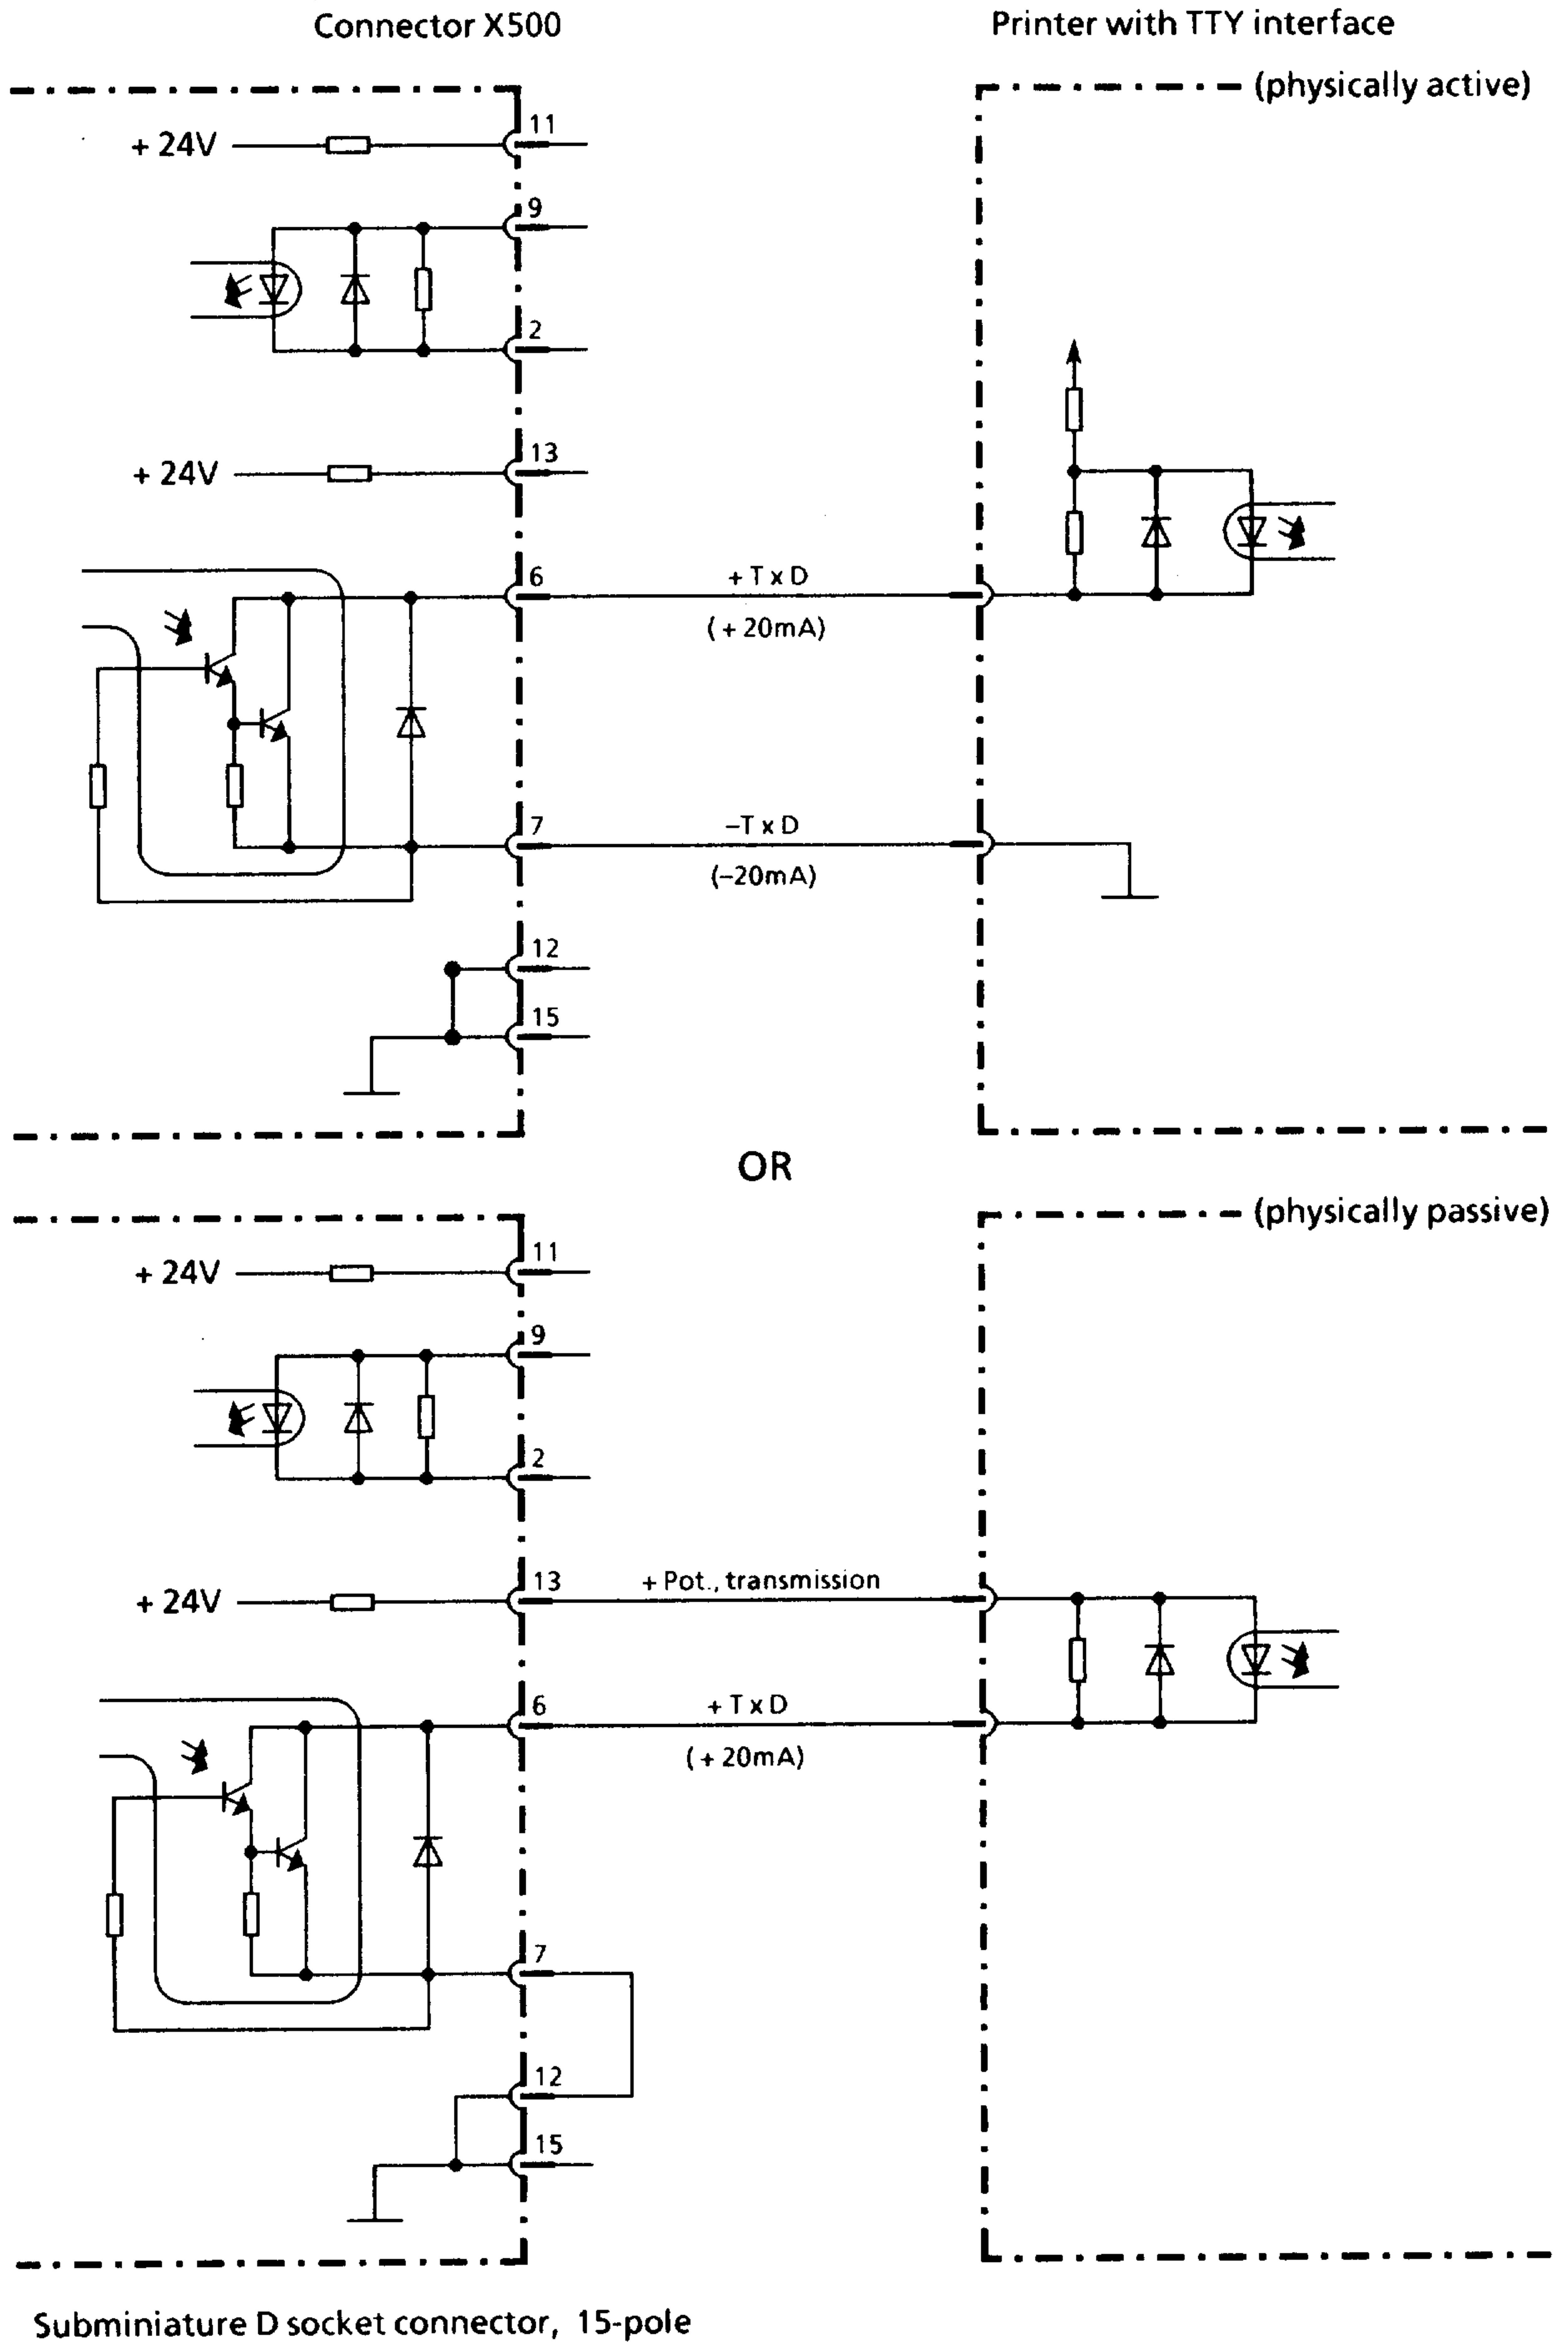 Connector X500
Printer with TTY interface
(physically active)
+ 24V
11
9
2
+ 24V
13
6
+ T x D
(+ 20mA)
7
–T x D
(–20mA)
12
15
OR
(physically passive)
+ 24V
11
9
2
+ 24V
13
+ Pot., transmission
6
+ T x D
(+ 20mA)
7
12
15
Subminiature D socket connector, 15-pole